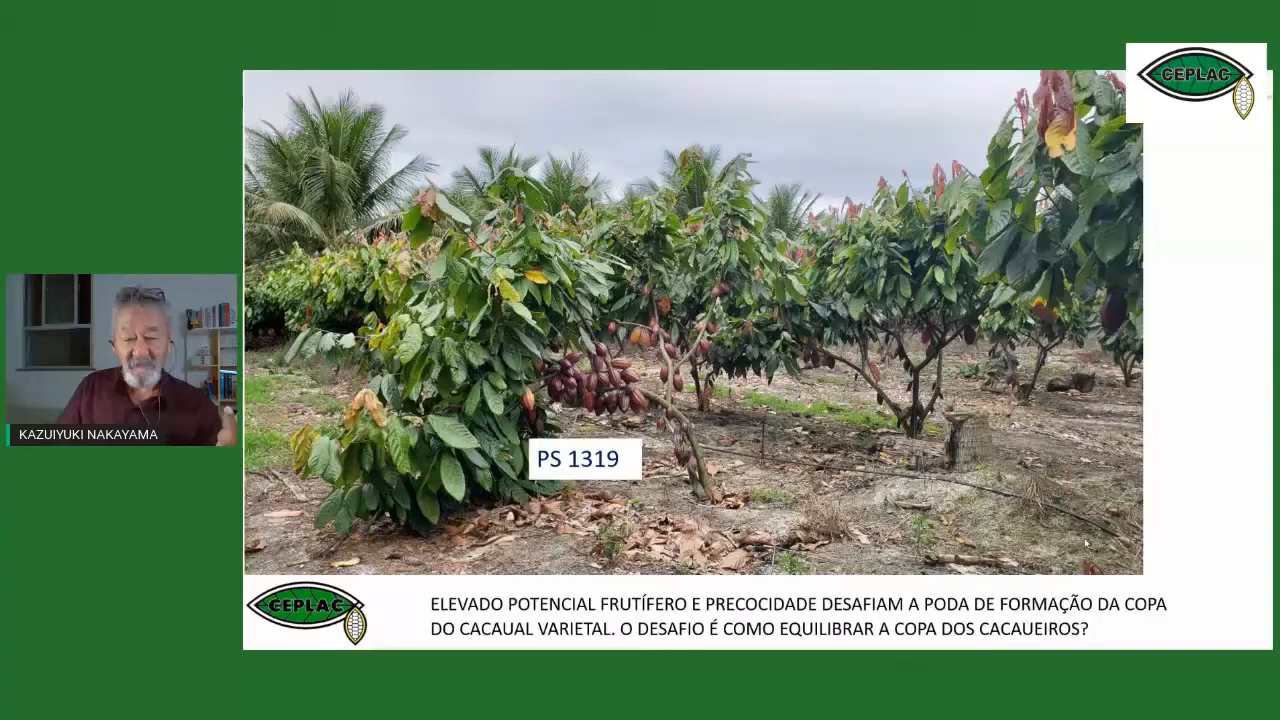 CEPLAC
KAZUIYUKI NAKAYAMA
PS 1319
CEPLAC
ELEVADO POTENCIAL FRUTÍFERO E PRECOCIDADE DESAFIAM A PODA DE FORMAÇÃO DA COPA
DO CACAUAL VARIETAL. O DESAFIO É COMO EQUILIBRAR A COPA DOS CACAUEIROS?